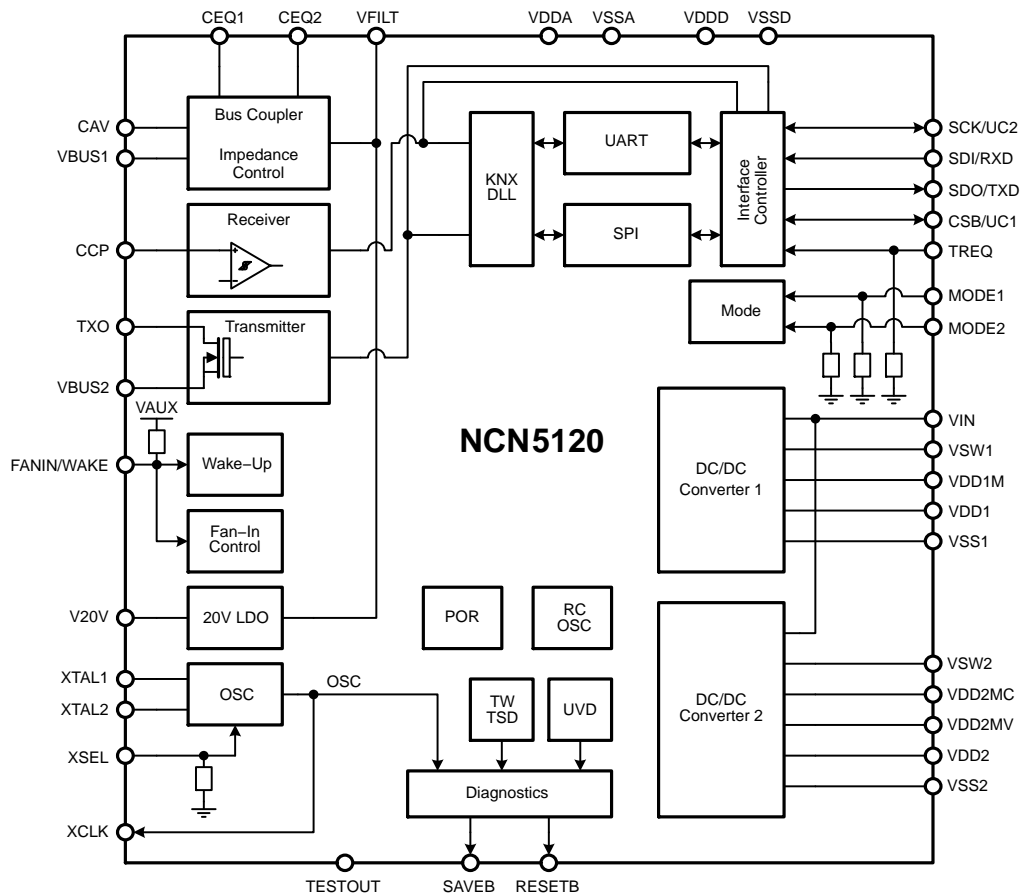 CEQ1 CEQ2 VFILT VDDA VSSA VDDD VSSD
CAV
VBUS1
Bus Coupler
Impedance
Control
CCP
Receiver
+
−
TXO
VBUS2
Transmitter
VAUX
FANIN/WAKE
Wake−Up
Fan−In
Control
V20V
20V LDO
XTAL1
XTAL2
OSC
OSC
XSEL
XCLK
KNX
DLL
UART
SPI
Interface
Controller
Mode
SCK/UC2
SDI/RXD
SDO/TXD
CSB/UC1
TREQ
MODE1
MODE2
NCN5120
DC/DC
Converter 1
VIN
VSW1
VDD1M
VDD1
VSS1
POR
RC
OSC
TW
TSD
UVD
Diagnostics
DC/DC
Converter 2
VSW2
VDD2MC
VDD2MV
VDD2
VSS2
TESTOUT SAVEB RESETB